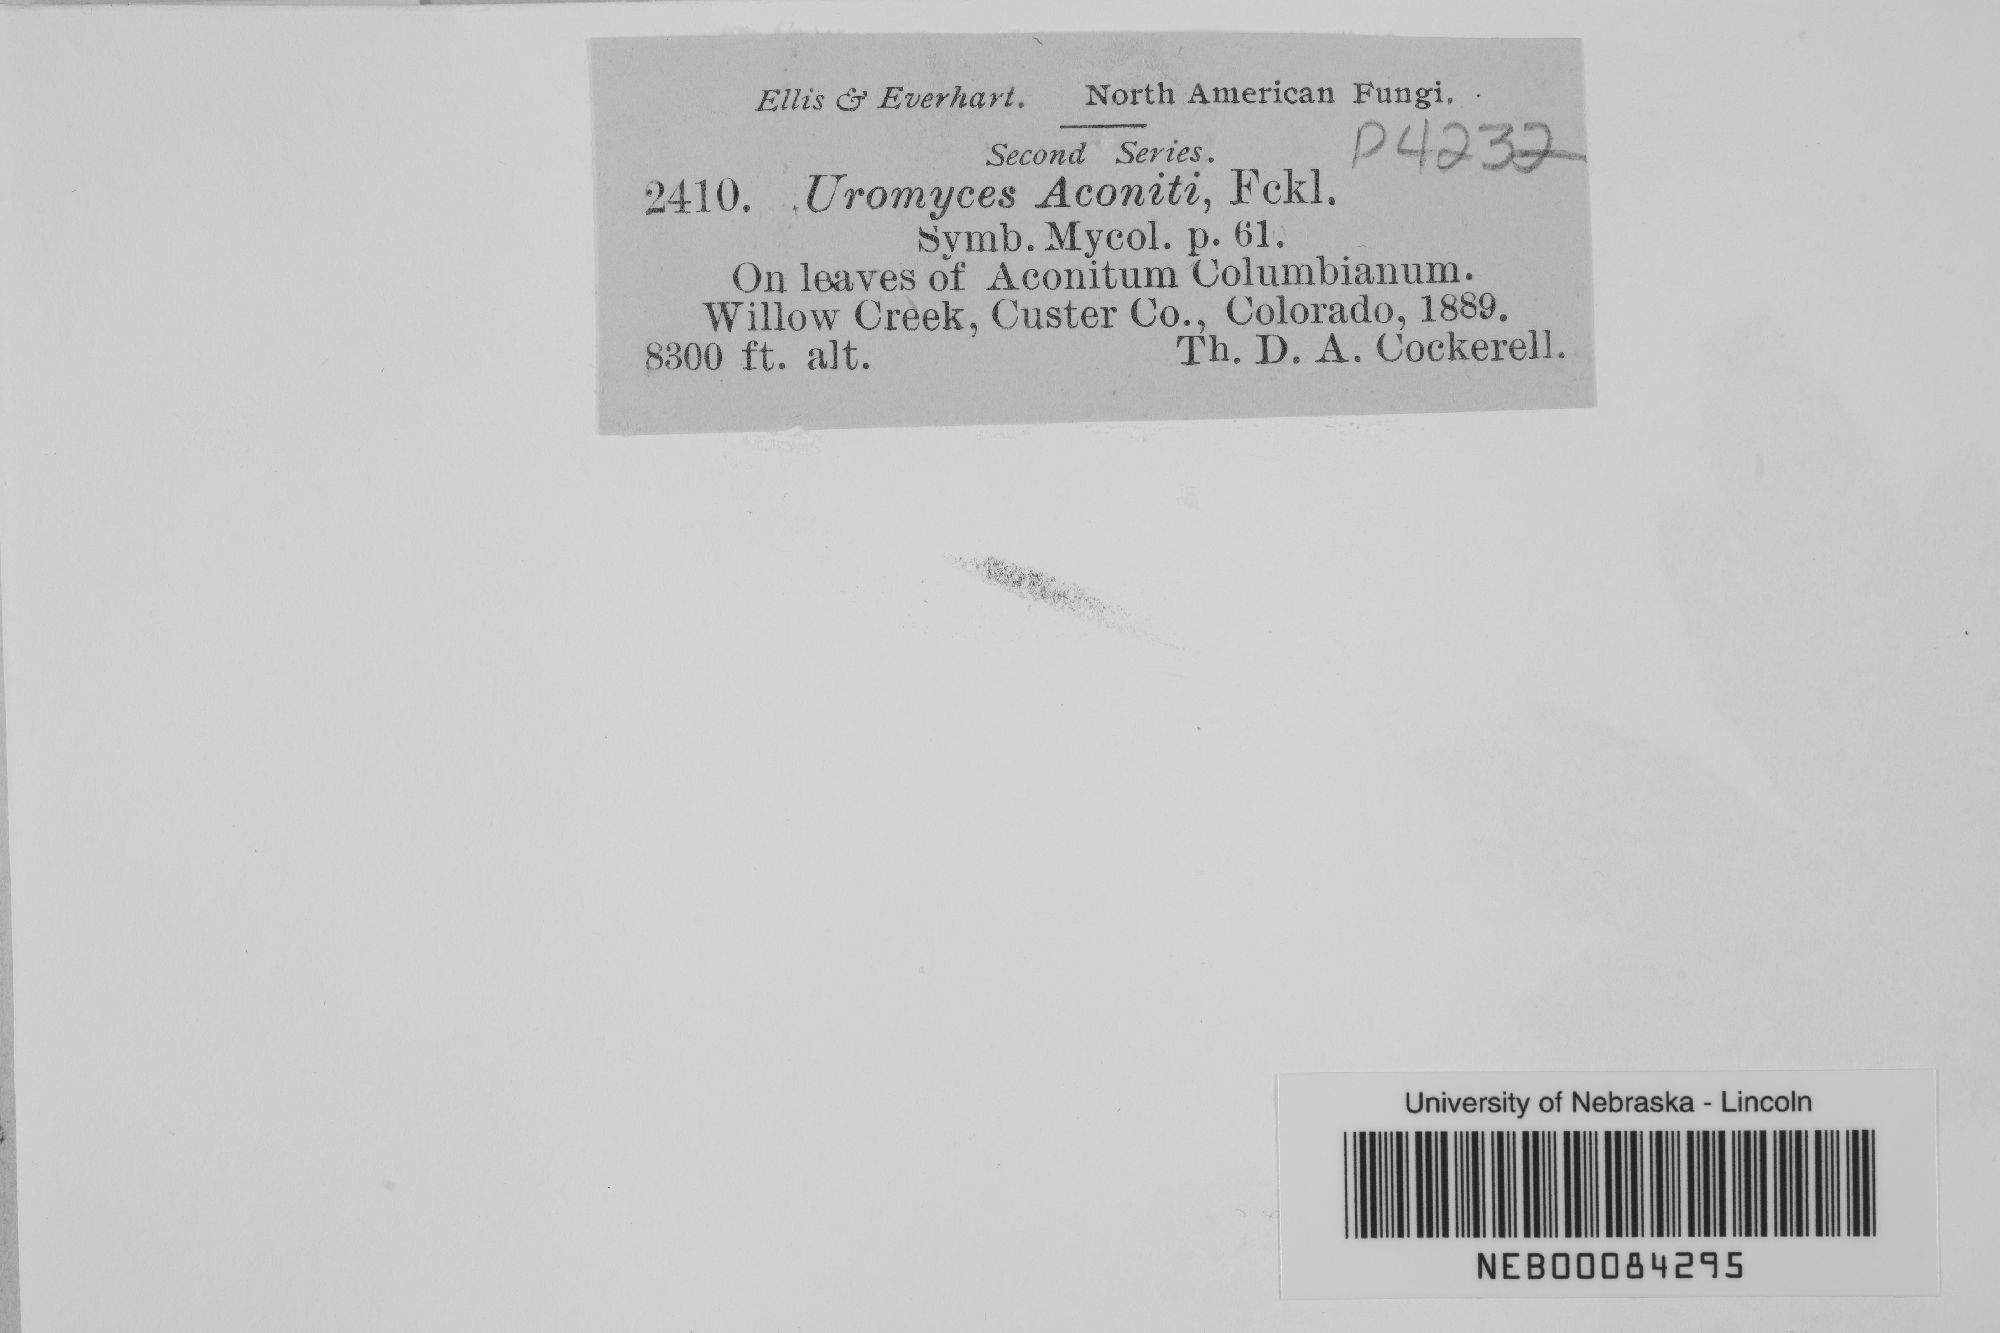 Ellis & Everhart. North American Fungi.
Second Series.
P4232
2410. Uromyces Aconiti, Fckl.
Symb. Mycol. p. 61.
On leaves of Aconitum Columbianum.
Willow Creek, Custer Co., Colorado, 1889.
8300 ft. alt. Th. D. A. Cockerell.
University of Nebraska - Lincoln
NEB00084295